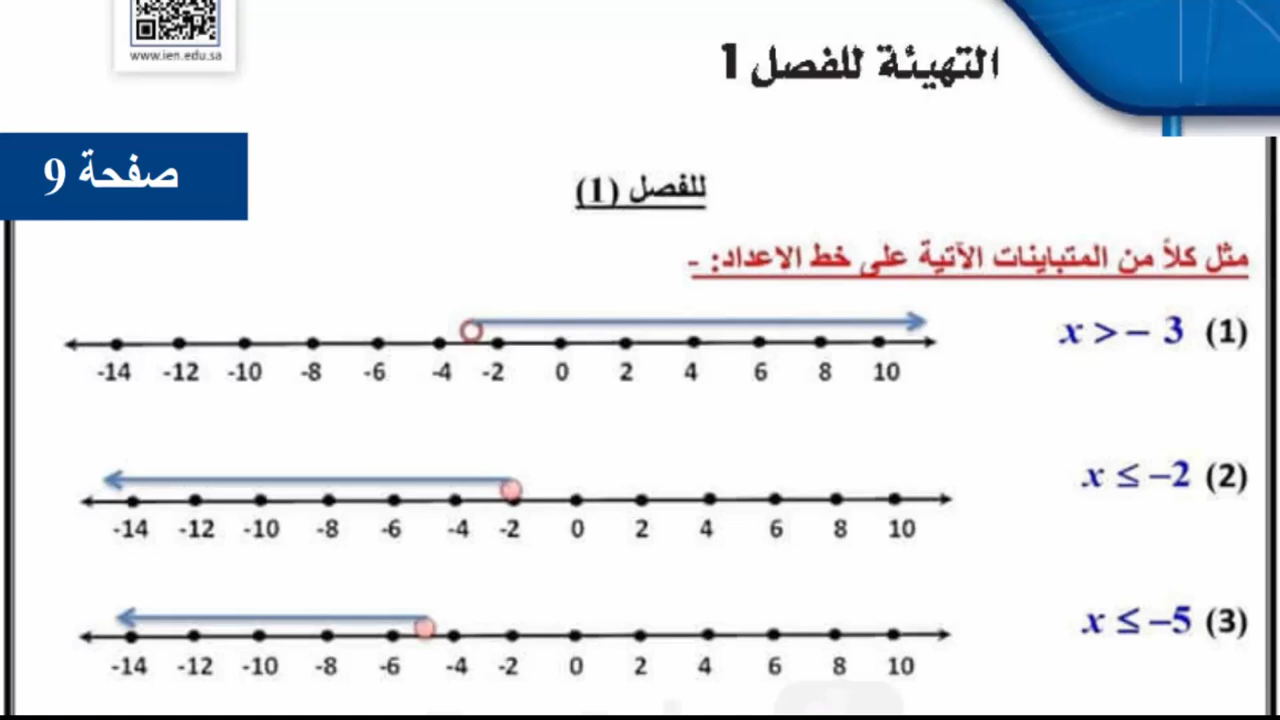 www.ien.edu.sa
التهيئة للفصل 1
صفحة 9
للفصل (1)
مثل كلاً من المتباينات الآتية على خط الاعداد: -
(1) x > − 3
-14 -12 -10 -8 -6 -4 -2 0 2 4 6 8 10
(2) x ≤ −2
-14 -12 -10 -8 -6 -4 -2 0 2 4 6 8 10
(3) x ≤ −5
-14 -12 -10 -8 -6 -4 -2 0 2 4 6 8 10